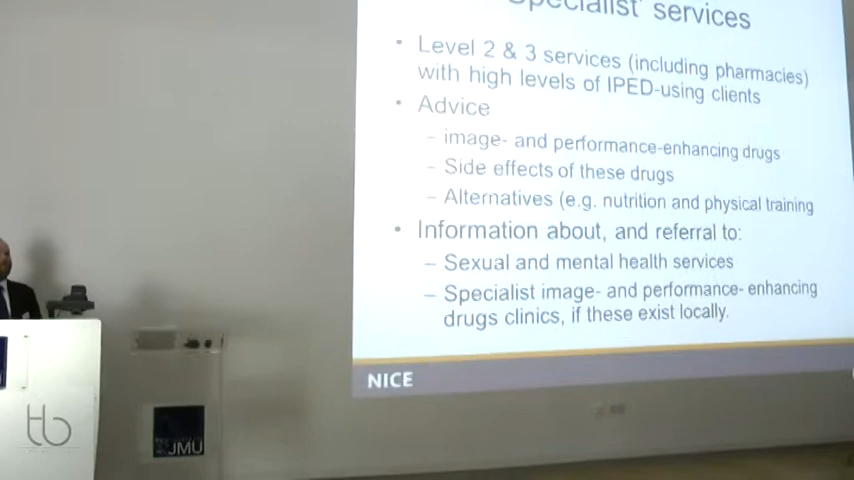 Specialist' services
• Level 2 & 3 services (including pharmacies)
with high levels of IPED-using clients
• Advice
– image- and performance-enhancing drugs
– Side effects of these drugs
– Alternatives (e.g. nutrition and physical training
• Information about, and referral to:
– Sexual and mental health services
– Specialist image- and performance- enhancing
drugs clinics, if these exist locally.
NICE
tb
JMU